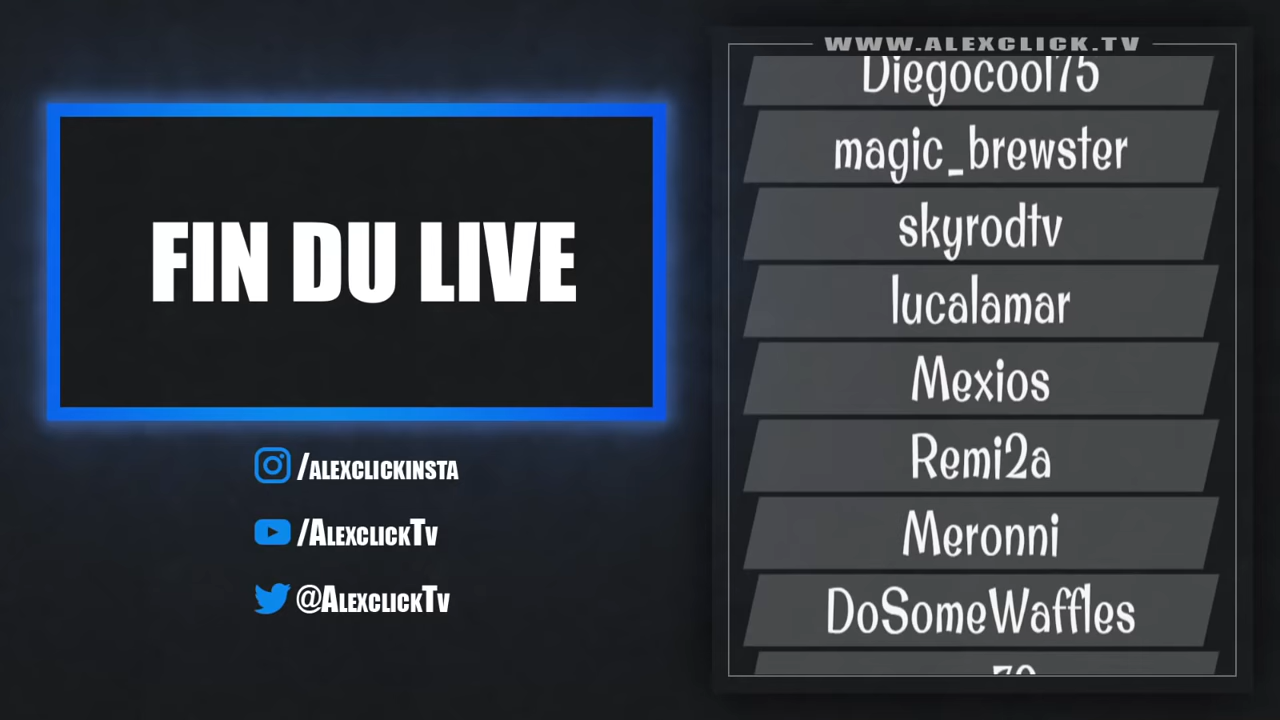 FIN DU LIVE
/alexclickinsta
/AlexclickTv
@AlexclickTv
WWW.ALEXCLICK.TV
Diegocool75
magic_brewster
skyrodtv
lucalamar
Mexios
Remi2a
Meronni
DoSomeWaffles